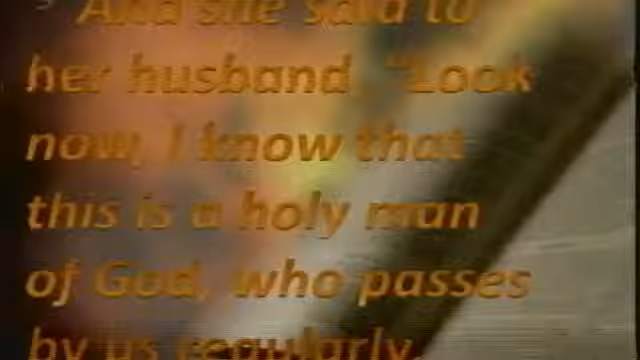 9 And she said to
her husband, "Look
now, I know that
this is a holy man
of God, who passes
by us regularly.